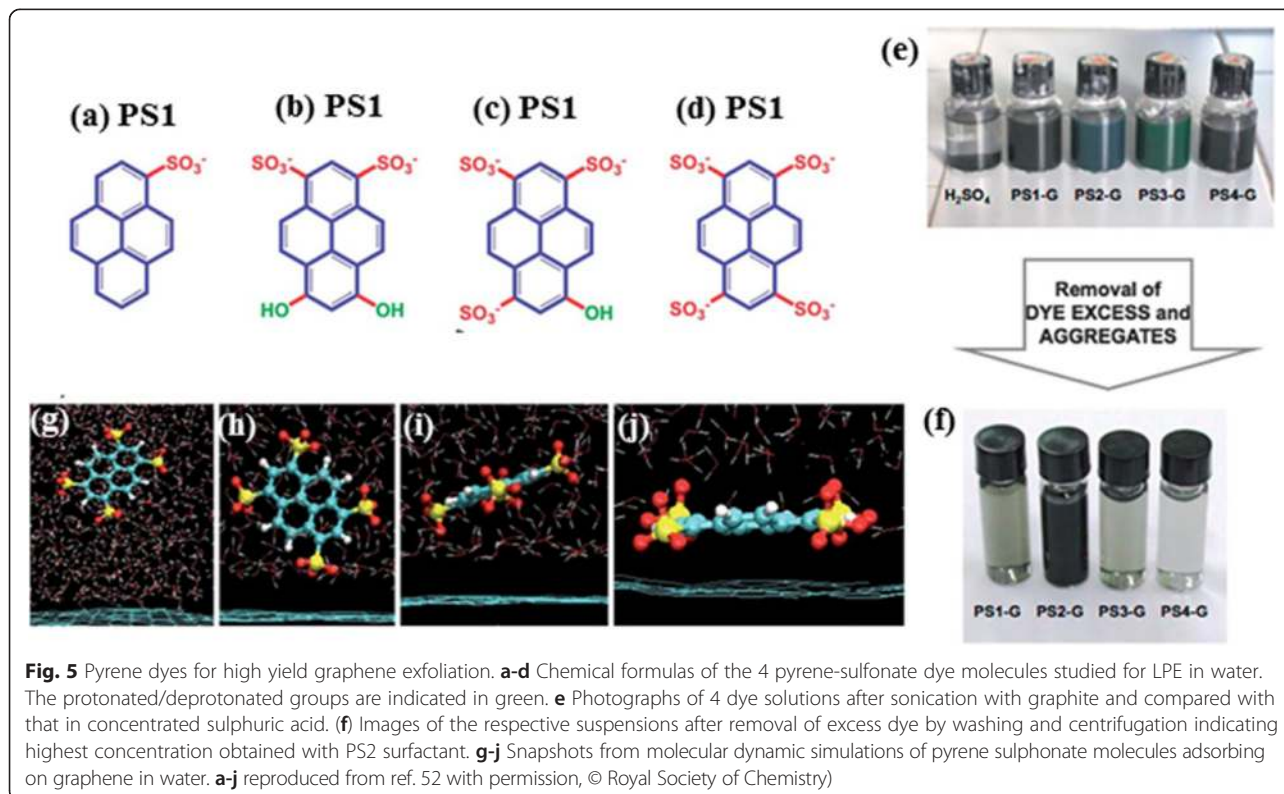 (a) PS1
(b) PS1
(c) PS1
(d) PS1
SO₃⁻
SO₃⁻
SO₃⁻
HO
OH
SO₃⁻
SO₃⁻
SO₃⁻
OH
SO₃⁻
SO₃⁻
SO₃⁻
SO₃⁻
(e)
H₂SO₄ PS1-G PS2-G PS3-G PS4-G
Removal of
DYE EXCESS and
AGGREGATES
(g)
(h)
(i)
(j)
(f)
PS1-G PS2-G PS3-G PS4-G
Fig. 5 Pyrene dyes for high yield graphene exfoliation. a-d Chemical formulas of the 4 pyrene-sulfonate dye molecules studied for LPE in water.
The protonated/deprotonated groups are indicated in green. e Photographs of 4 dye solutions after sonication with graphite and compared with
that in concentrated sulphuric acid. (f) Images of the respective suspensions after removal of excess dye by washing and centrifugation indicating
highest concentration obtained with PS2 surfactant. g-j Snapshots from molecular dynamic simulations of pyrene sulphonate molecules adsorbing
on graphene in water. a-j reproduced from ref. 52 with permission, © Royal Society of Chemistry)